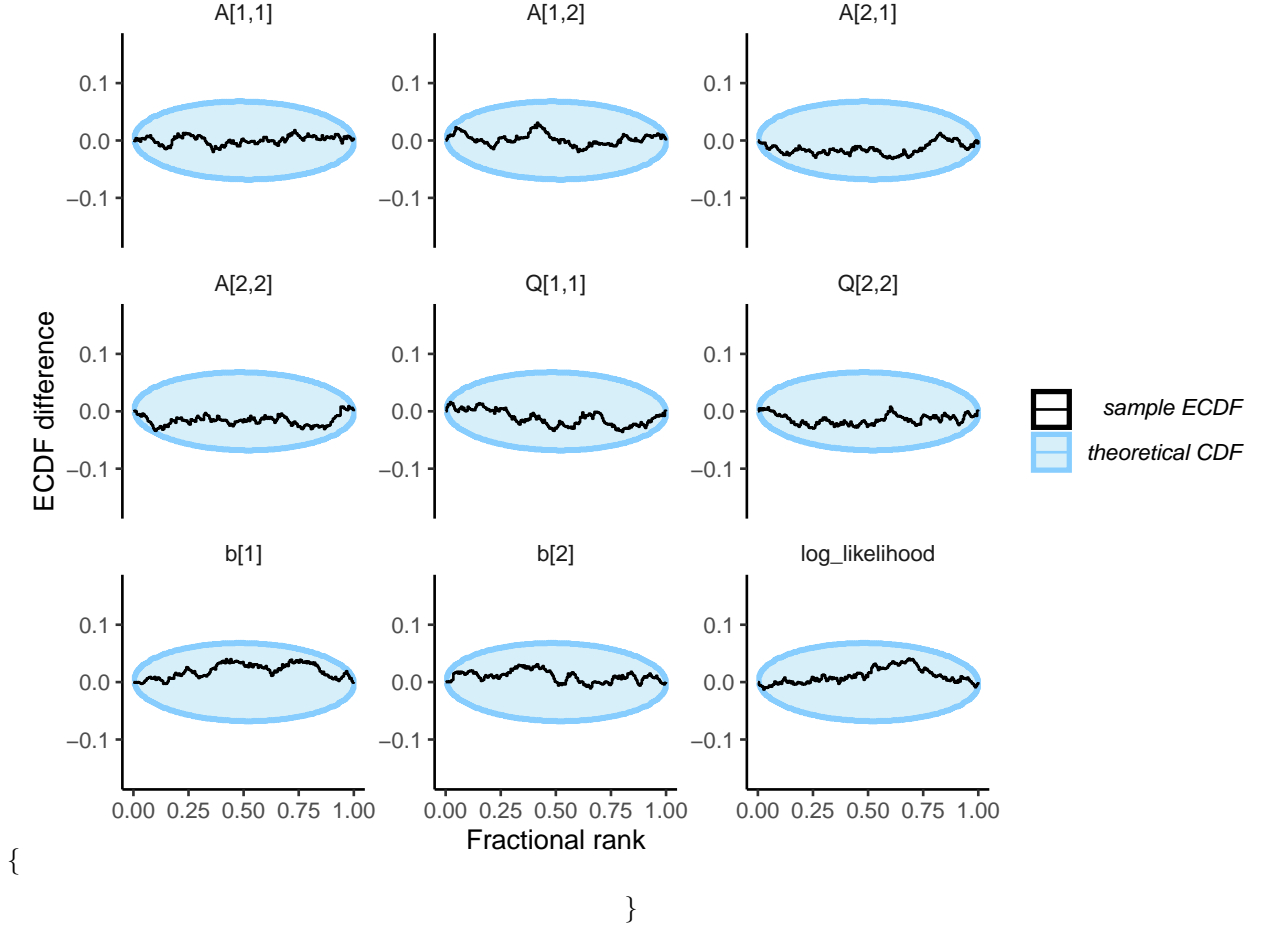 A[1,1] A[1,2] A[2,1]
0.1 0.1 0.1
0.0 0.0 0.0
−0.1 −0.1 −0.1
A[2,2] Q[1,1] Q[2,2]
0.1 0.1 0.1
0.0 0.0 0.0
−0.1 −0.1 −0.1
ECDF difference
sample ECDF
theoretical CDF
b[1] b[2] log_likelihood
0.1 0.1 0.1
0.0 0.0 0.0
−0.1 −0.1 −0.1
0.00 0.25 0.50 0.75 1.00 0.00 0.25 0.50 0.75 1.00 0.00 0.25 0.50 0.75 1.00
Fractional rank
{
}